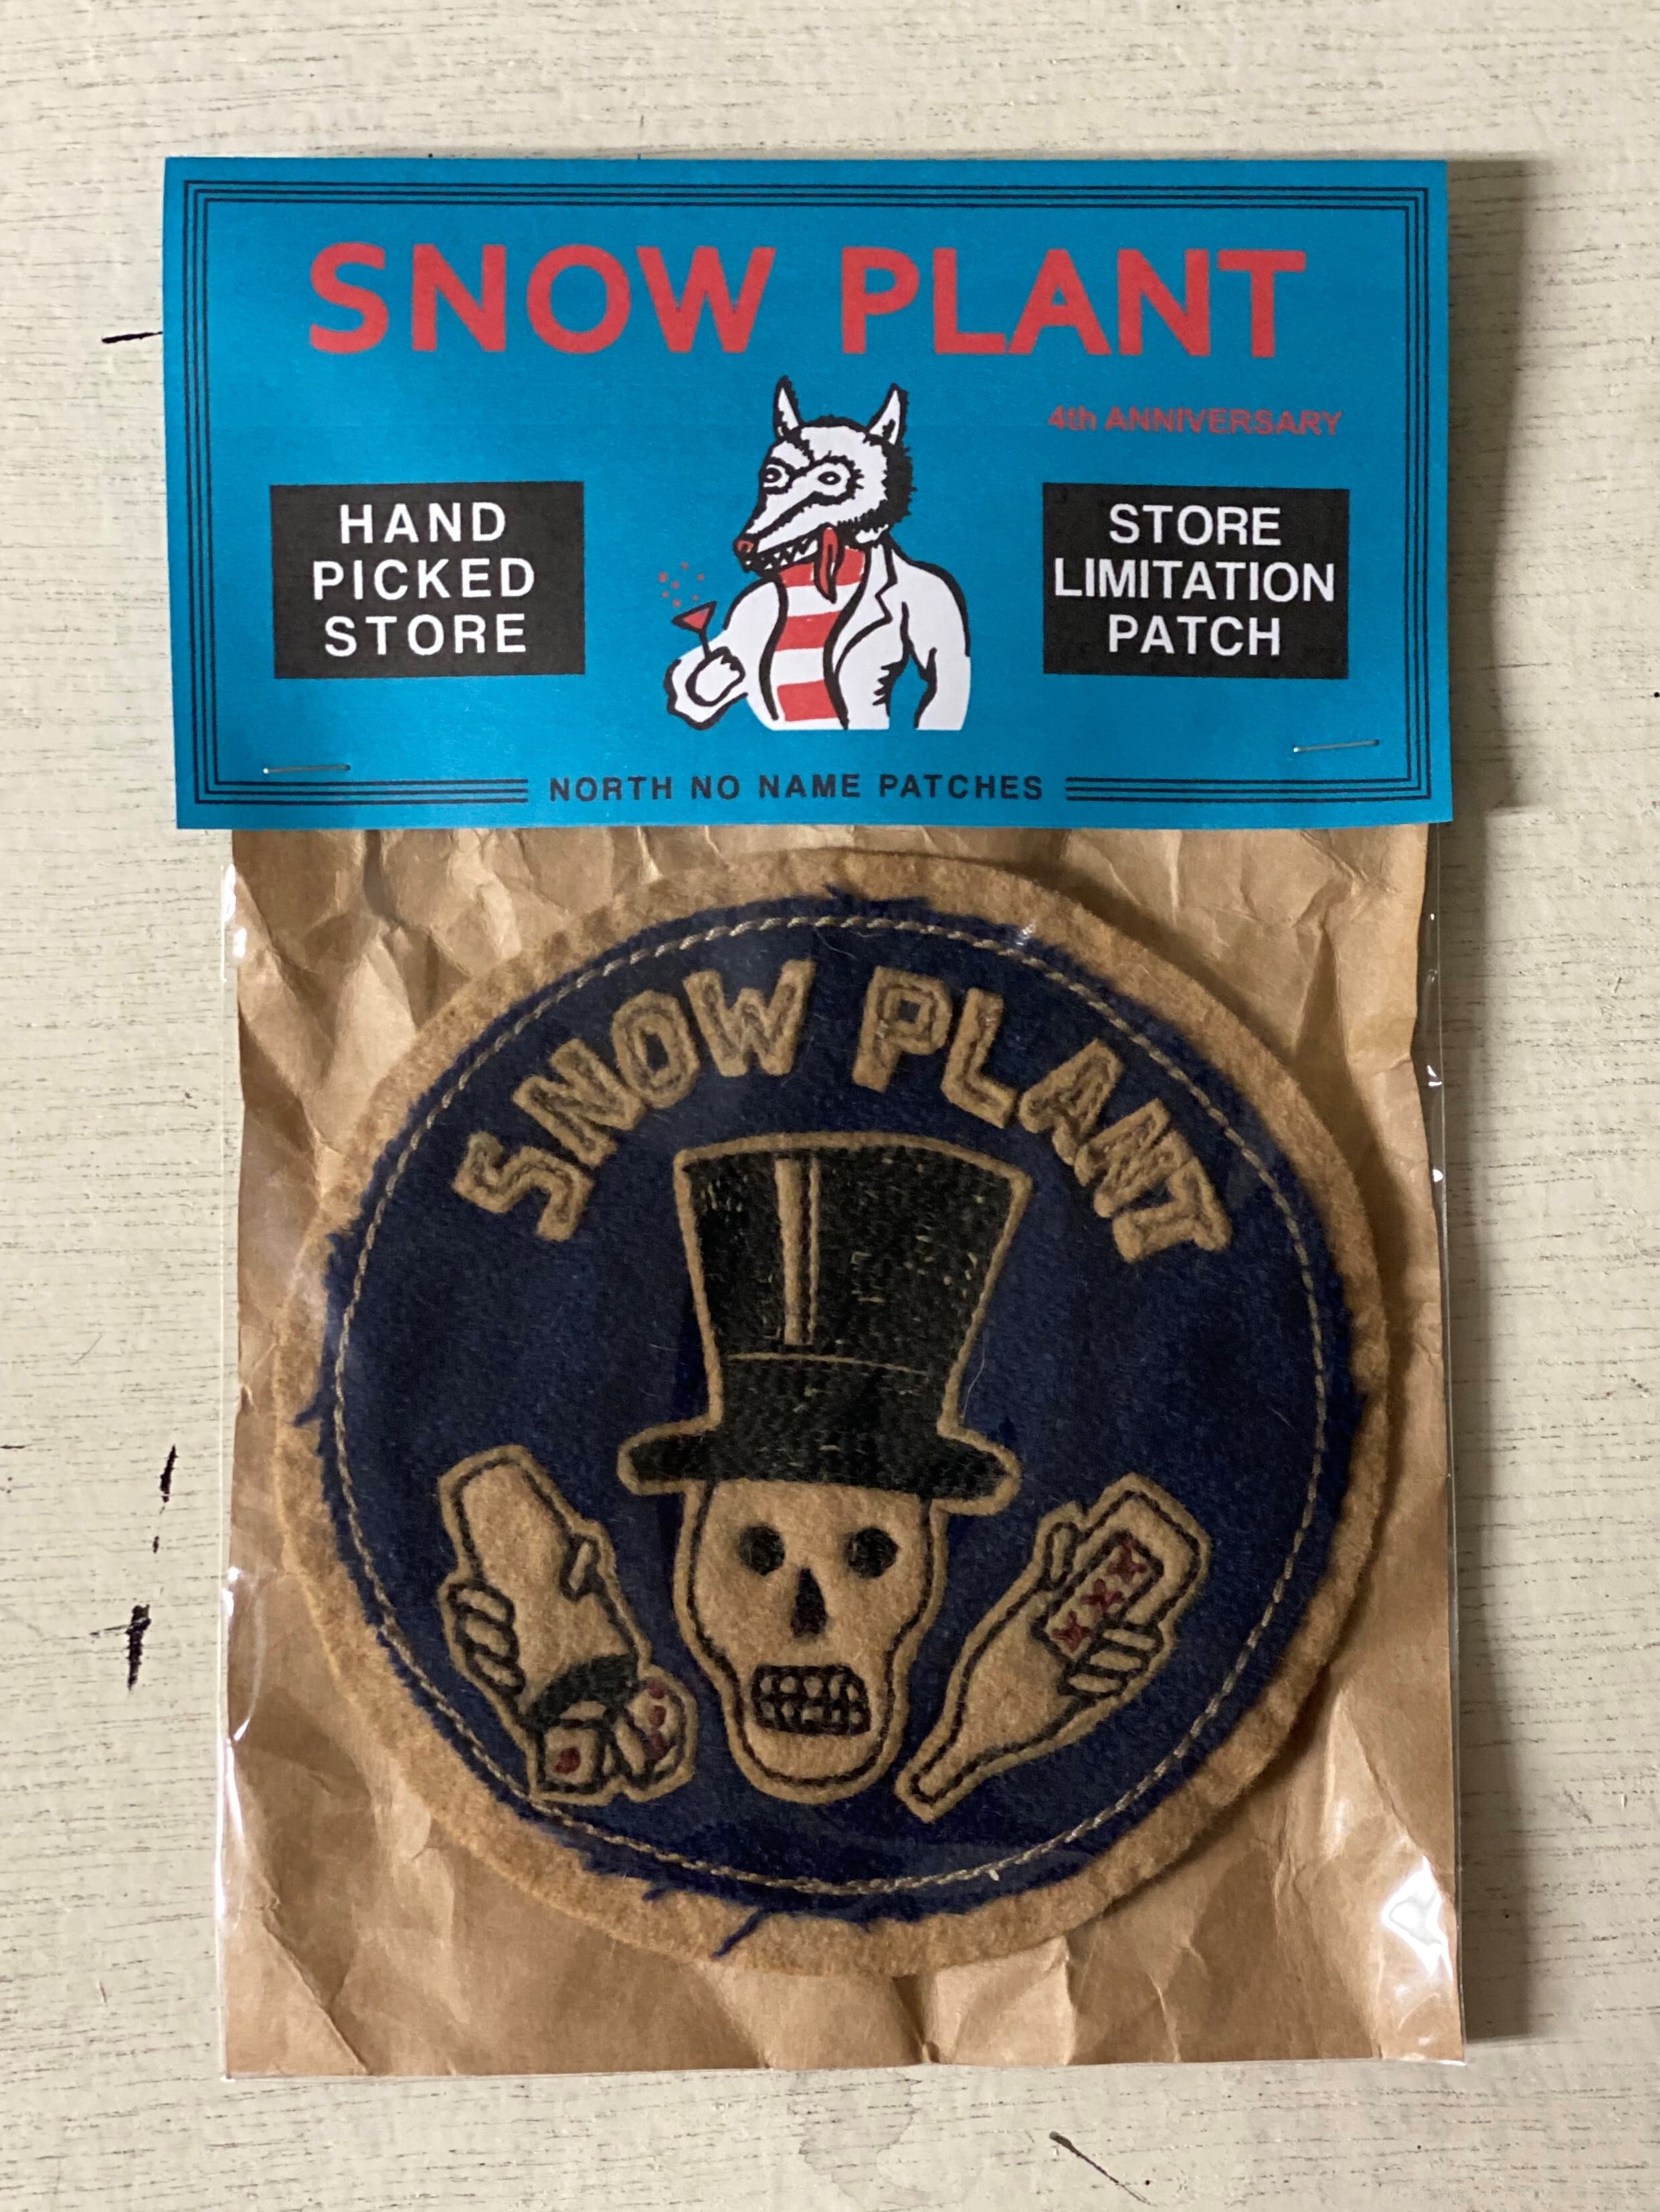 SNOW PLANT
4th ANNIVERSARY
HAND
PICKED
STORE
STORE
LIMITATION
PATCH
NORTH NO NAME PATCHES
SNOW PLANT
XXX